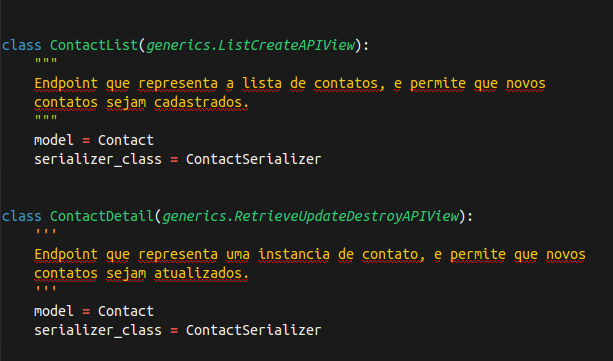 class ContactList(generics.ListCreateAPIView):
    """
    Endpoint que representa a lista de contatos, e permite que novos
    contatos sejam cadastrados.
    """
    model = Contact
    serializer_class = ContactSerializer
class ContactDetail(generics.RetrieveUpdateDestroyAPIView):
    '''
    Endpoint que representa uma instancia de contato, e permite que novos
    contatos sejam atualizados.
    '''
    model = Contact
    serializer_class = ContactSerializer